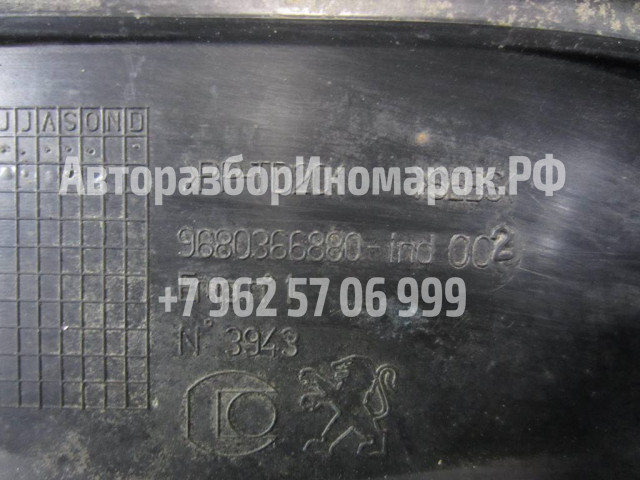 JJASOND
АвторазборИномарок.РФ
9680366880-ind 002
+7 962 57 06 999
N° 3943